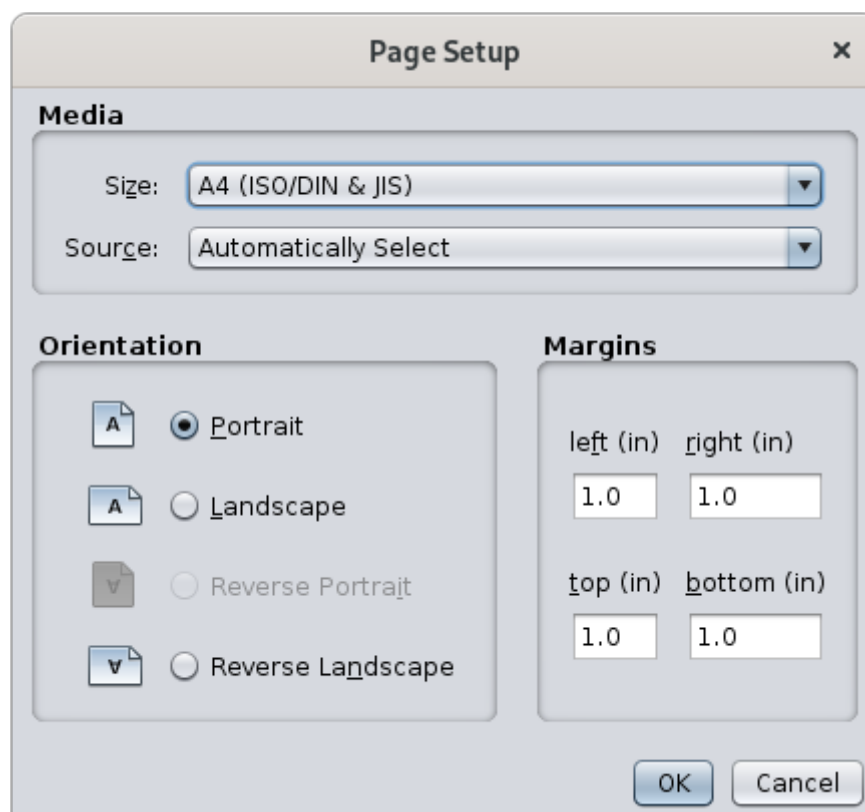 Page Setup
Media
Size: A4 (ISO/DIN & JIS)
Source: Automatically Select
Orientation
A Portrait
A Landscape
A Reverse Portrait
A Reverse Landscape
Margins
left (in) right (in)
1.0 1.0
top (in) bottom (in)
1.0 1.0
OK Cancel